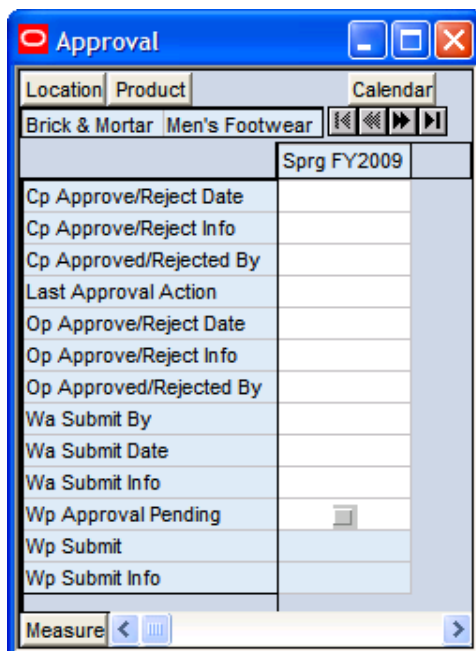 Approval
Location Product Calendar
Brick & Mortar Men's Footwear
Sprg FY2009
Cp Approve/Reject Date
Cp Approve/Reject Info
Cp Approved/Rejected By
Last Approval Action
Op Approve/Reject Date
Op Approve/Reject Info
Op Approved/Rejected By
Wa Submit By
Wa Submit Date
Wa Submit Info
Wp Approval Pending
Wp Submit
Wp Submit Info
Measure